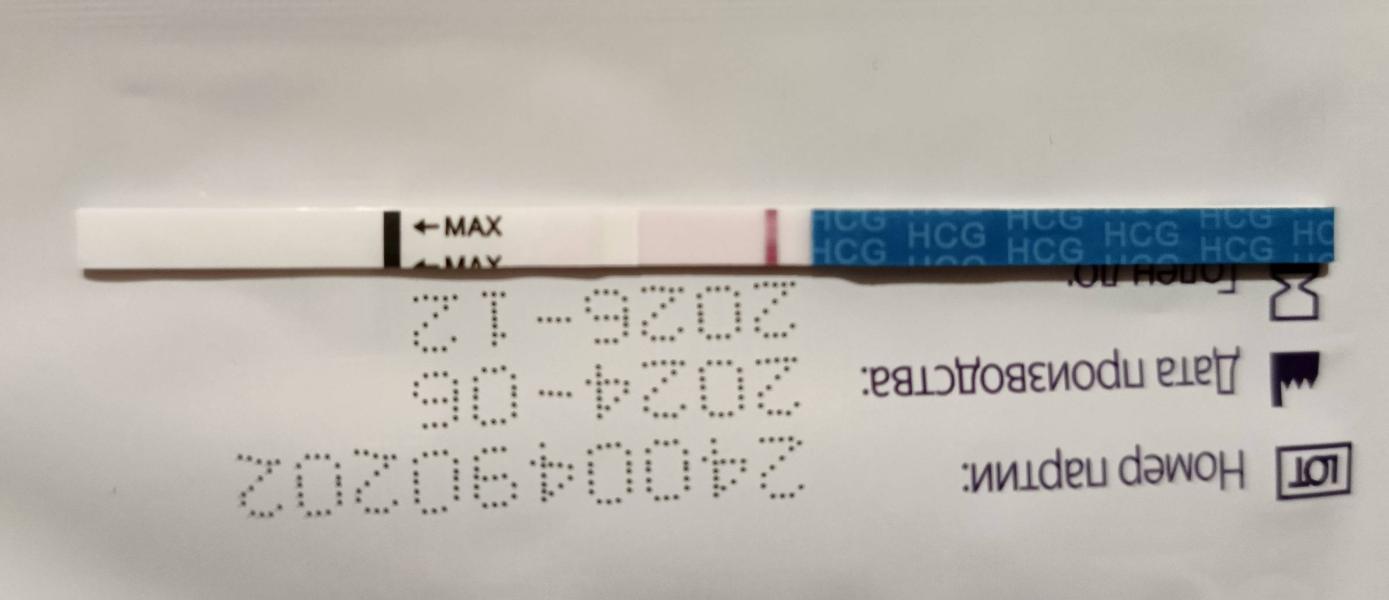 ←MAX
←MAX
HCG HCG HCG HCG HCG
HCG HCG HCG HCG HCG HC
LOT Номер партии: 2400490202
Дата производства: 2024-06
Годен до: 2026-12